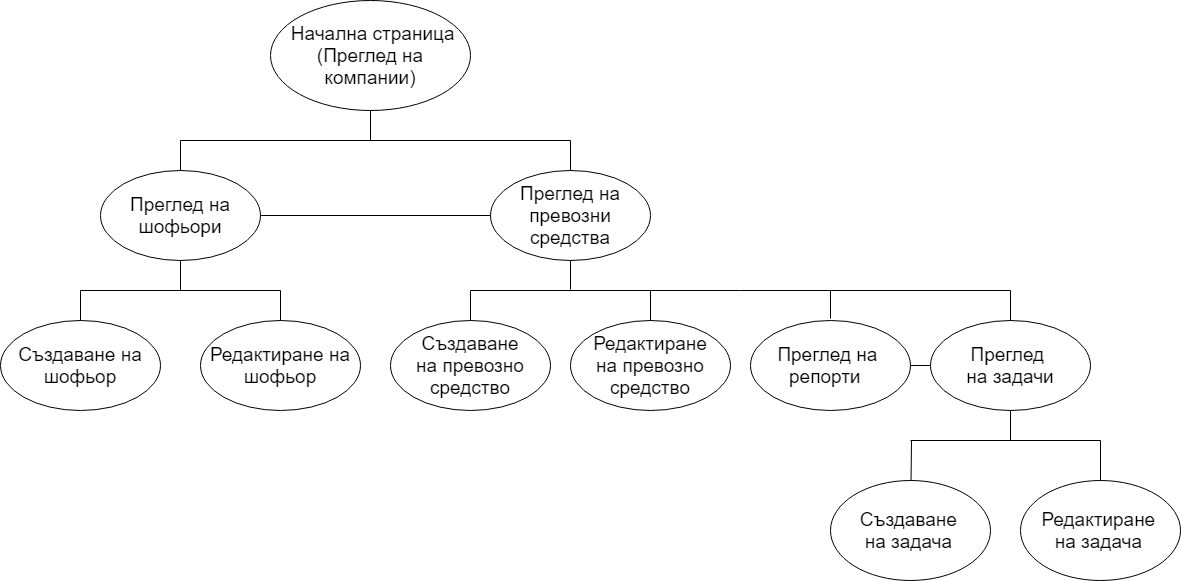 Начална страница
(Преглед на
компании)
Преглед на
шофьори
Преглед на
превозни
средства
Създаване на
шофьор
Редактиране на
шофьор
Създаване
на превозно
средство
Редактиране
на превозно
средство
Преглед на
репорти
Преглед
на задачи
Създаване
на задача
Редактиране
на задача